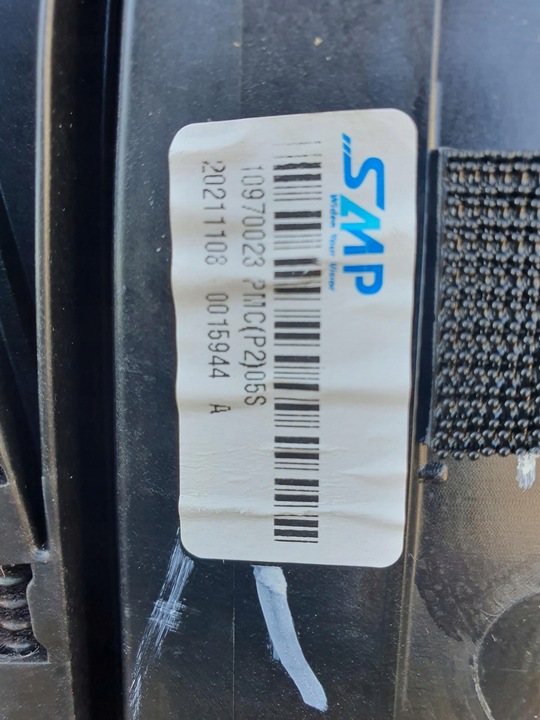 SMP
Widen Your Vision
10970023 PMC(P2)05S
20211108 0015944 A